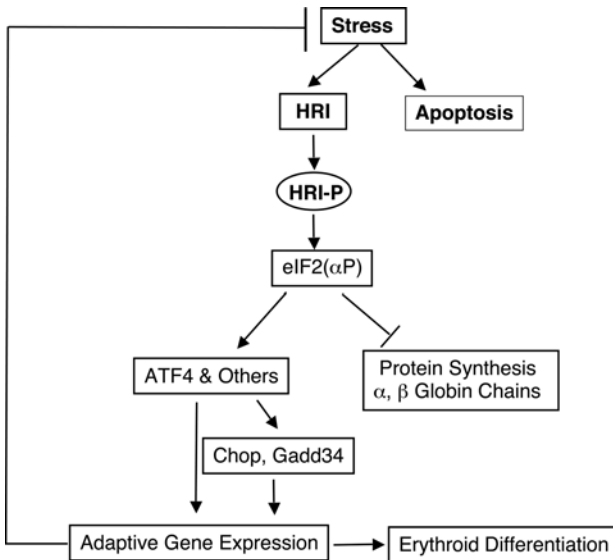 Stress
HRI
Apoptosis
HRI-P
eIF2(αP)
ATF4 & Others
Protein Synthesis
α, β Globin Chains
Chop, Gadd34
Adaptive Gene Expression
Erythroid Differentiation